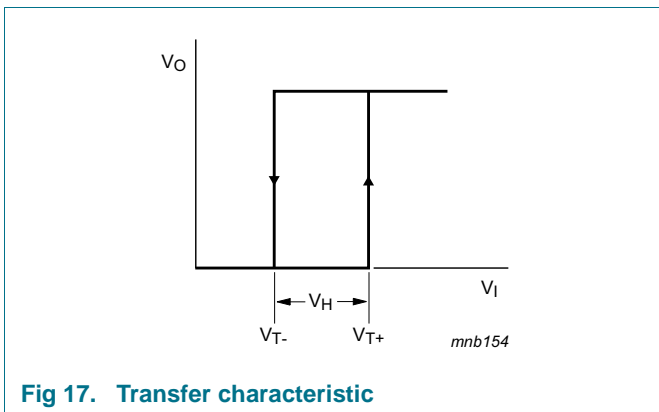 VO
VI
VH
VT-
VT+
mnb154
Fig 17. Transfer characteristic